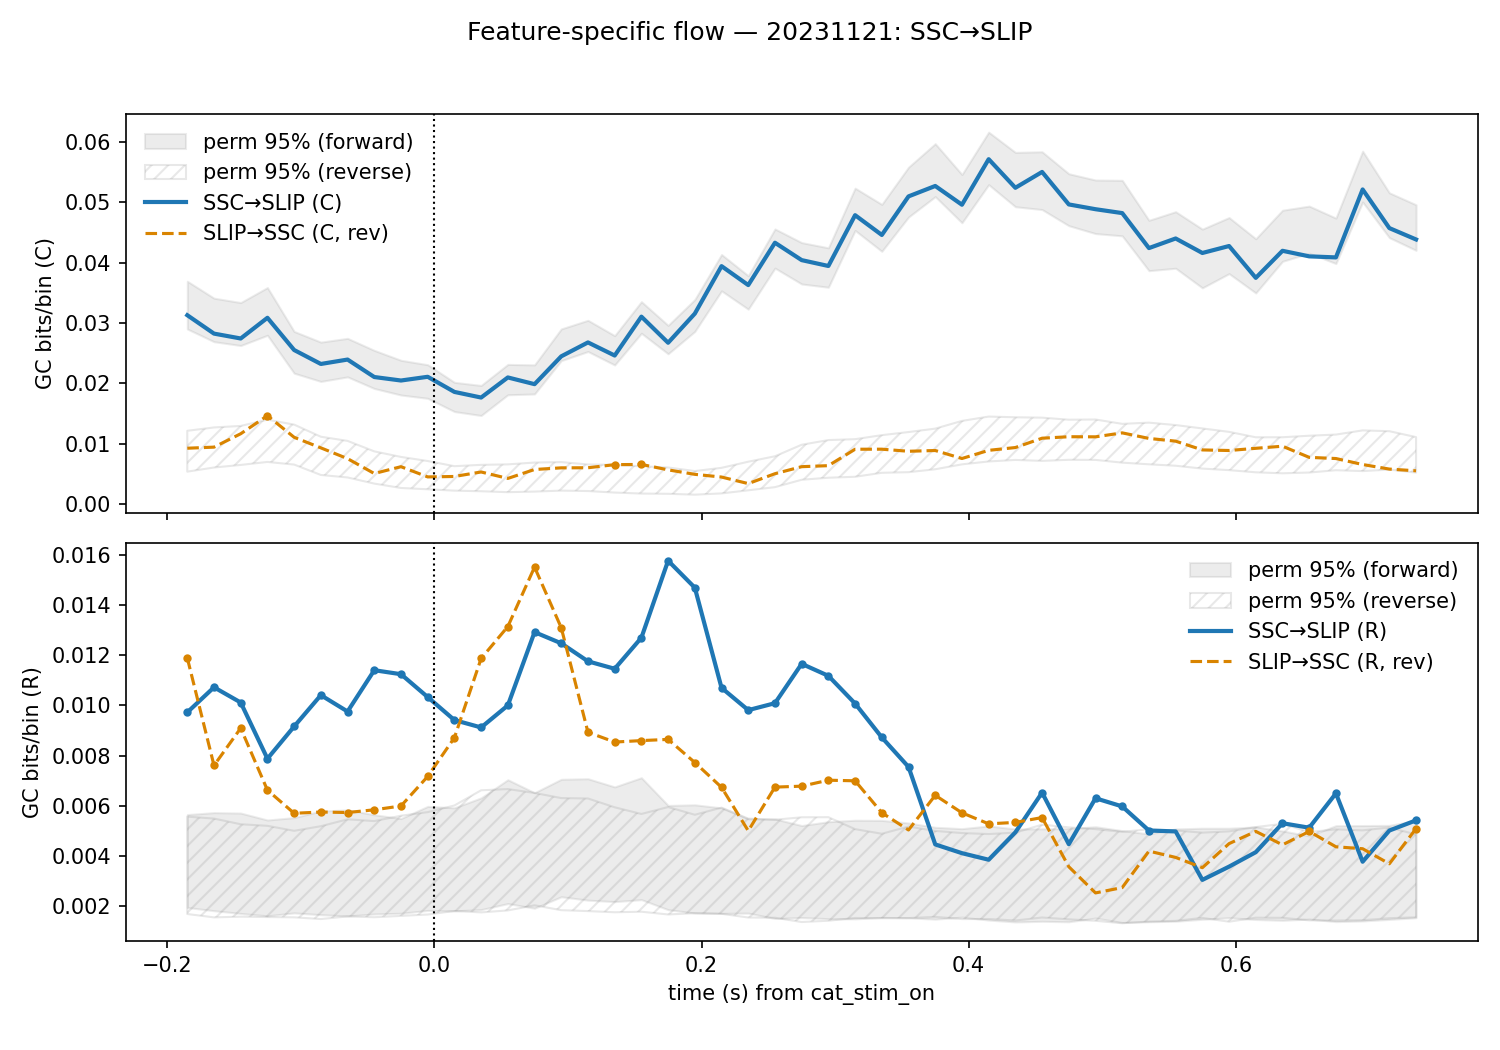 Feature-specific flow — 20231121: SSC→SLIP
perm 95% (forward)
perm 95% (reverse)
SSC→SLIP (C)
SLIP→SSC (C, rev)
GC bits/bin (C)
0.06
0.05
0.04
0.03
0.02
0.01
0.00
perm 95% (forward)
perm 95% (reverse)
SSC→SLIP (R)
SLIP→SSC (R, rev)
GC bits/bin (R)
0.016
0.014
0.012
0.010
0.008
0.006
0.004
0.002
−0.2 0.0 0.2 0.4 0.6
time (s) from cat_stim_on